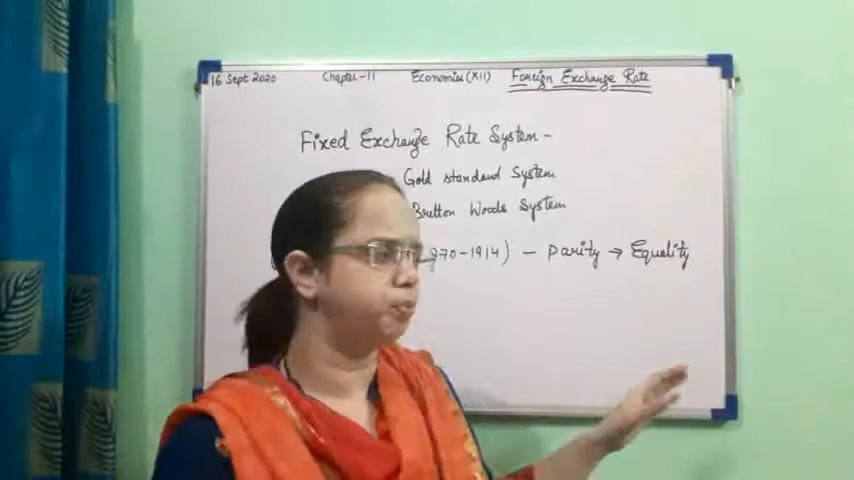 16 Sept 2020 Chapter-11 Economics(XII) Foreign Exchange Rate
Fixed Exchange Rate System -
Gold standard System
Bretton Woods System
870-1914) - Parity → Equality